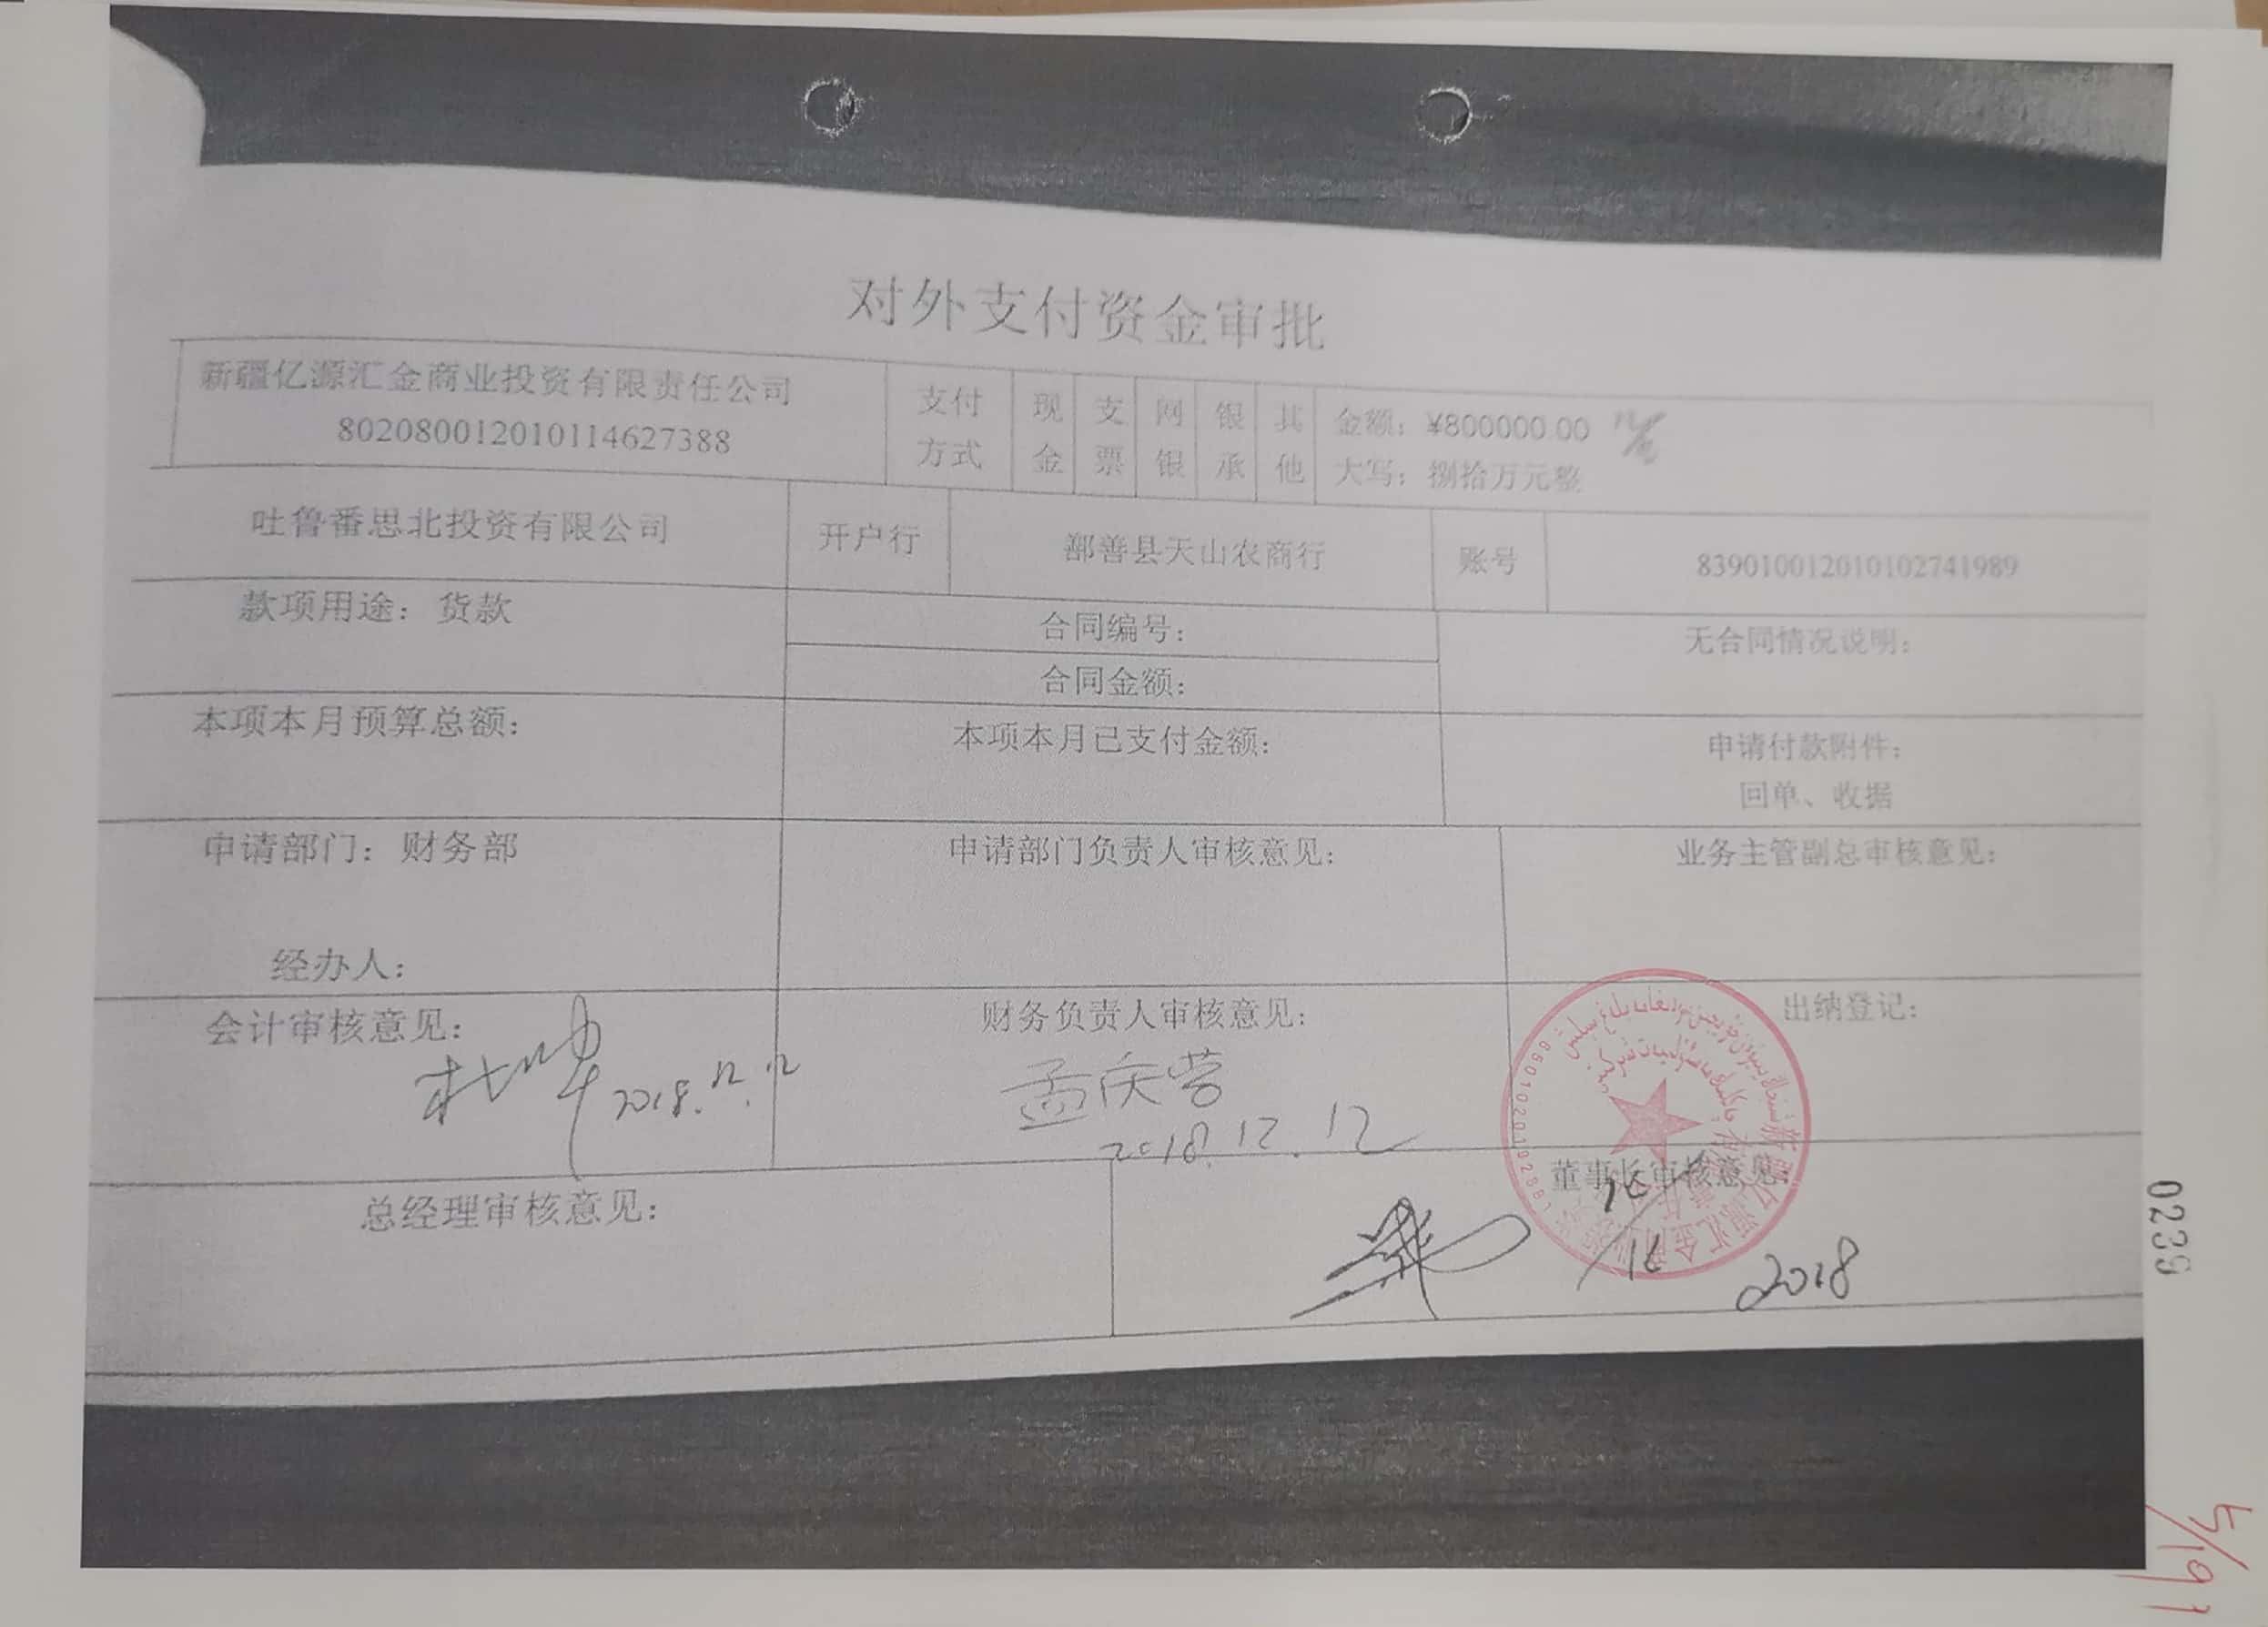 对外支付资金审批
新疆亿源汇金商业投资有限责任公司
802080012010114627388
支付方式
现金
支票
网银
银承
其他
金额：¥800000.00
大写：捌拾万元整
吐鲁番思北投资有限公司
开户行
鄯善县天山农商行
账号
839010012010102741989
款项用途：货款
合同编号：
合同金额：
无合同情况说明：
本项本月预算总额：
本项本月已支付金额：
申请付款附件：
回单、收据
申请部门：财务部
经办人：
申请部门负责人审核意见：
业务主管副总审核意见：
会计审核意见：
2018.12.12
财务负责人审核意见：
孟庆营
2018.12.12
出纳登记：
总经理审核意见：
董事长审核意见：
2018
0239